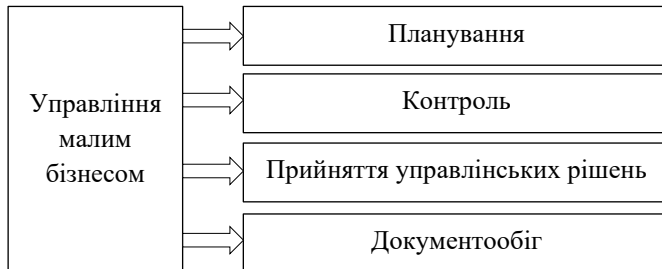 Управління
малим
бізнесом
Планування
Контроль
Прийняття управлінських рішень
Документообіг